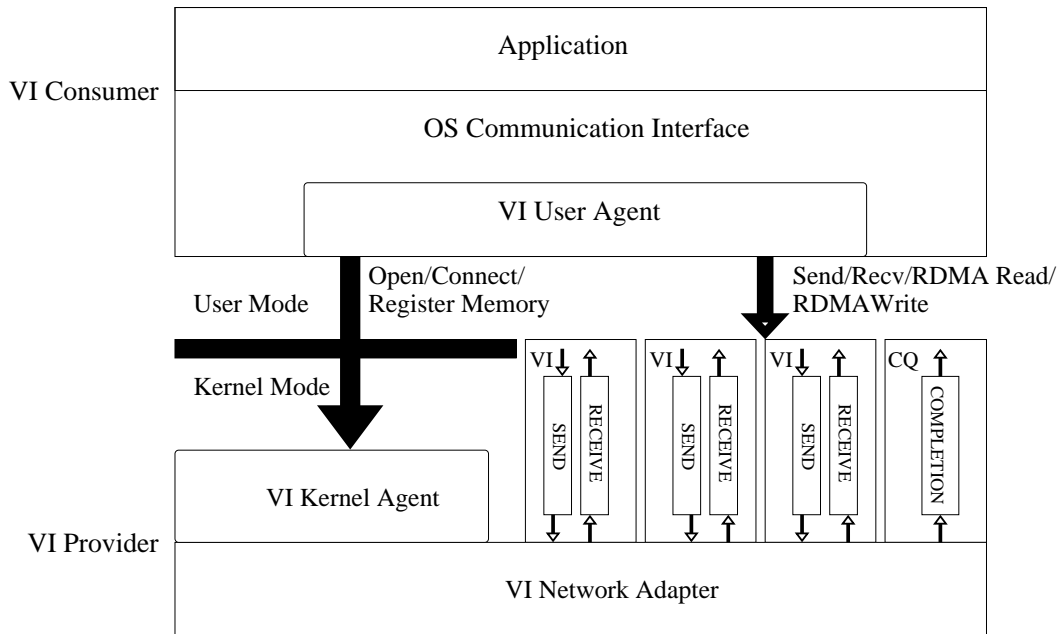 Application
VI Consumer
OS Communication Interface
VI User Agent
Open/Connect/
Register Memory
Send/Recv/RDMA Read/
RDMAWrite
User Mode
Kernel Mode
VI
SEND
RECEIVE
VI
SEND
RECEIVE
VI
SEND
RECEIVE
CQ
COMPLETION
VI Kernel Agent
VI Provider
VI Network Adapter